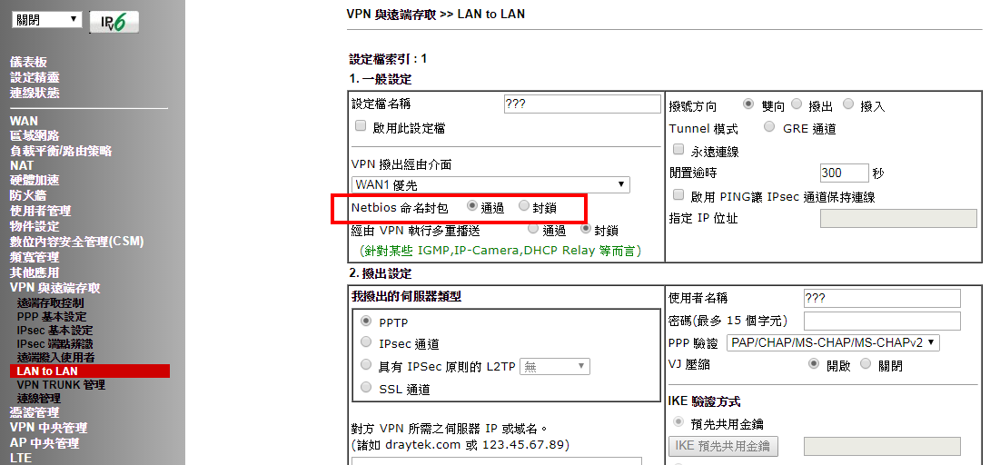 關閉
IPv6
儀表板
設定精靈
連線狀態
WAN
區域網路
負載平衡/路由策略
NAT
硬體加速
防火牆
使用者管理
物件設定
數位內容安全管理(CSM)
頻寬管理
其他應用
VPN 與遠端存取
遠端存取控制
PPP 基本設定
IPsec 基本設定
IPsec 端點辨識
遠端撥入使用者
LAN to LAN
VPN TRUNK 管理
連線管理
憑證管理
VPN 中央管理
AP 中央管理
LTE
VPN 與遠端存取 >> LAN to LAN
設定檔索引 : 1
1. 一般設定
設定檔名稱 ???
啟用此設定檔
VPN 撥出經由介面
WAN1 優先
Netbios 命名封包 通過 封鎖
經由 VPN 執行多重播送 通過 封鎖
(針對某些 IGMP,IP-Camera,DHCP Relay 等而言)
撥號方向 雙向 撥出 撥入
Tunnel 模式 GRE 通道
永遠連線
閒置逾時 300 秒
啟用 PING讓 IPsec 通道保持連線
指定 IP 位址
2. 撥出設定
我撥出的伺服器類型
PPTP
IPsec 通道
具有 IPSec 原則的 L2TP 無
SSL 通道
對方 VPN 所需之伺服器 IP 或域名。
(諸如 draytek.com 或 123.45.67.89)
使用者名稱 ???
密碼(最多 15 個字元)
PPP 驗證 PAP/CHAP/MS-CHAP/MS-CHAPv2
VJ 壓縮 開啟 關閉
IKE 驗證方式
預先共用金鑰
IKE 預先共用金鑰